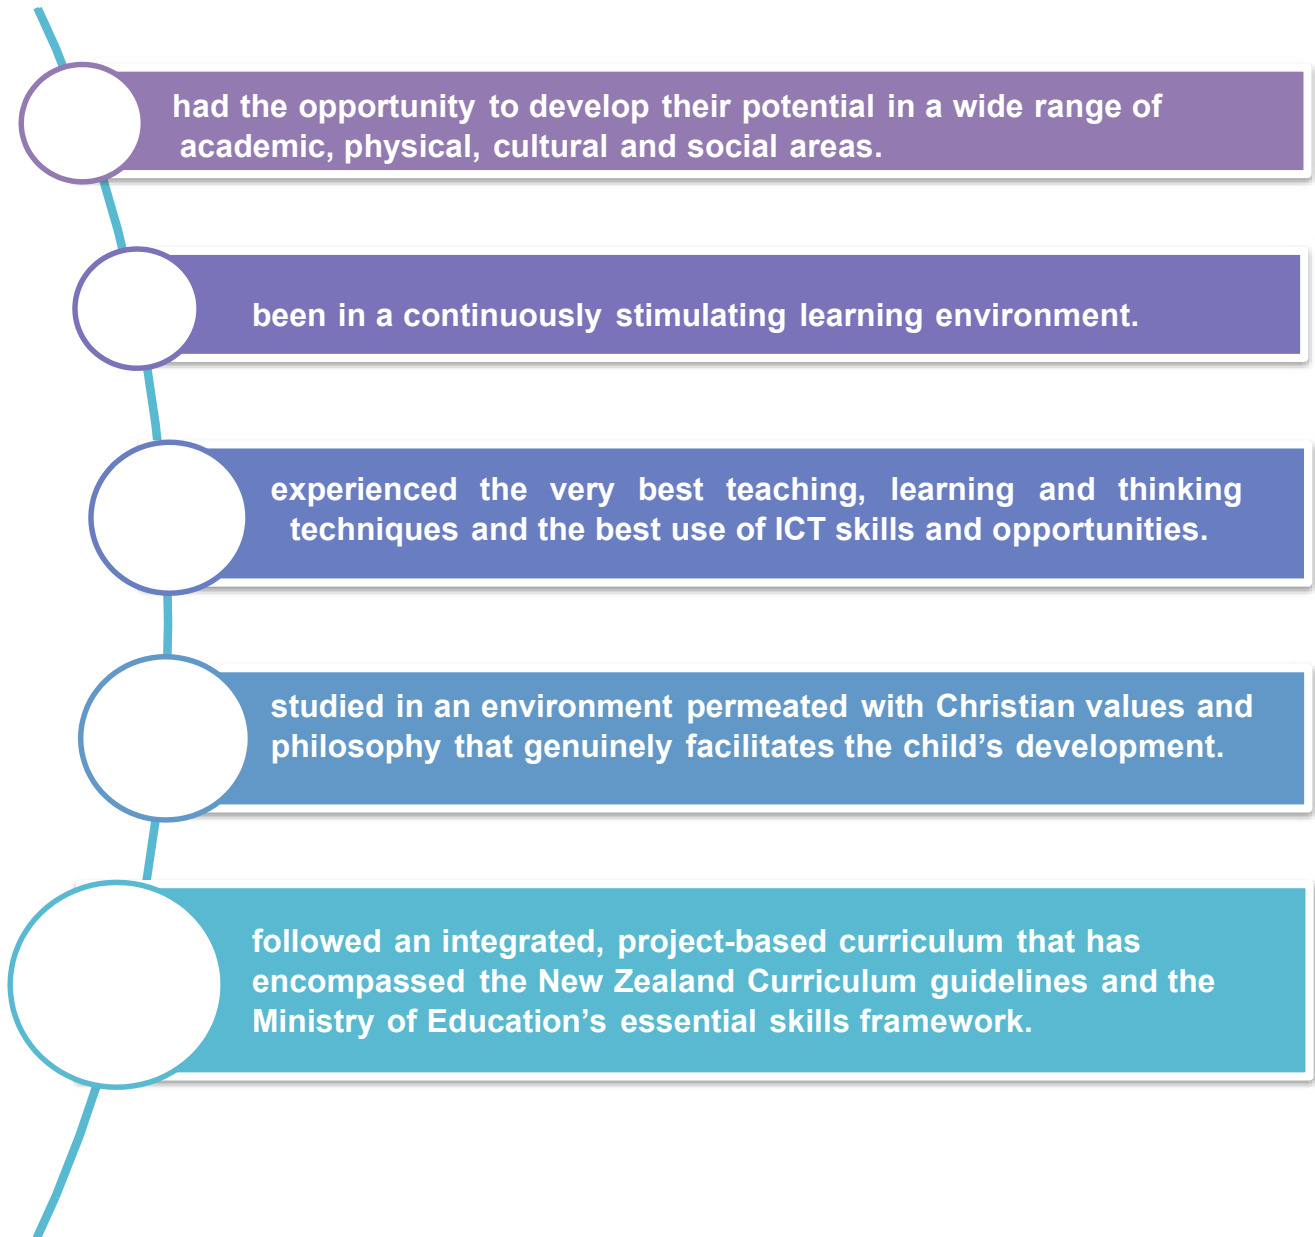 had the opportunity to develop their potential in a wide range of
academic, physical, cultural and social areas.
been in a continuously stimulating learning environment.
experienced the very best teaching, learning and thinking
techniques and the best use of ICT skills and opportunities.
studied in an environment permeated with Christian values and
philosophy that genuinely facilitates the child’s development.
followed an integrated, project-based curriculum that has
encompassed the New Zealand Curriculum guidelines and the
Ministry of Education’s essential skills framework.